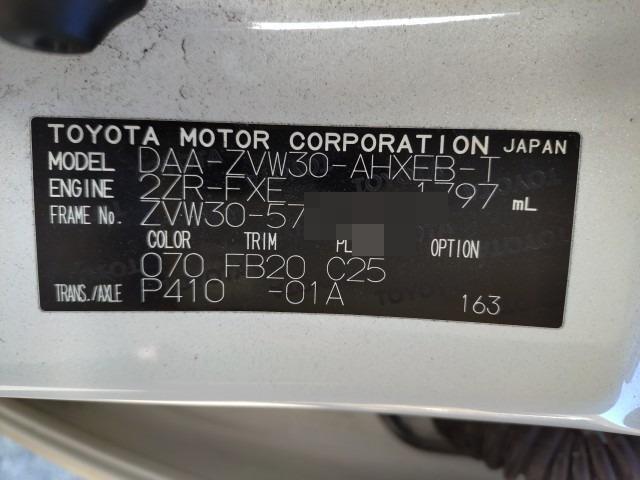 TOYOTA MOTOR CORPORATION JAPAN
MODEL DAA-ZVW30-AHXEB-T
ENGINE 2ZR-FXE 1797 mL
FRAME No. ZVW30-57
COLOR TRIM OPTION
070 FB20 C25
TRANS./AXLE P410 -01A 163